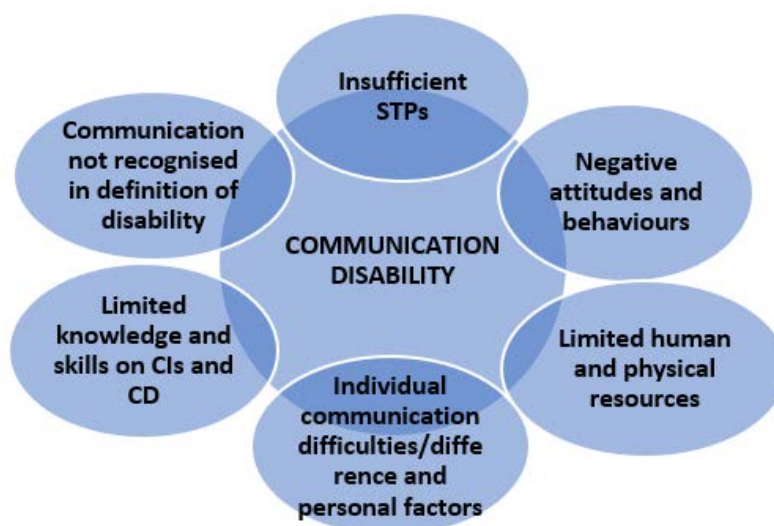 Insufficient
STPs
Communication
not recognised
in definition of
disability
Negative
attitudes and
behaviours
COMMUNICATION
DISABILITY
Limited
knowledge and
skills on CIs and
CD
Limited human
and physical
resources
Individual
communication
difficulties/diffe
rence and
personal factors